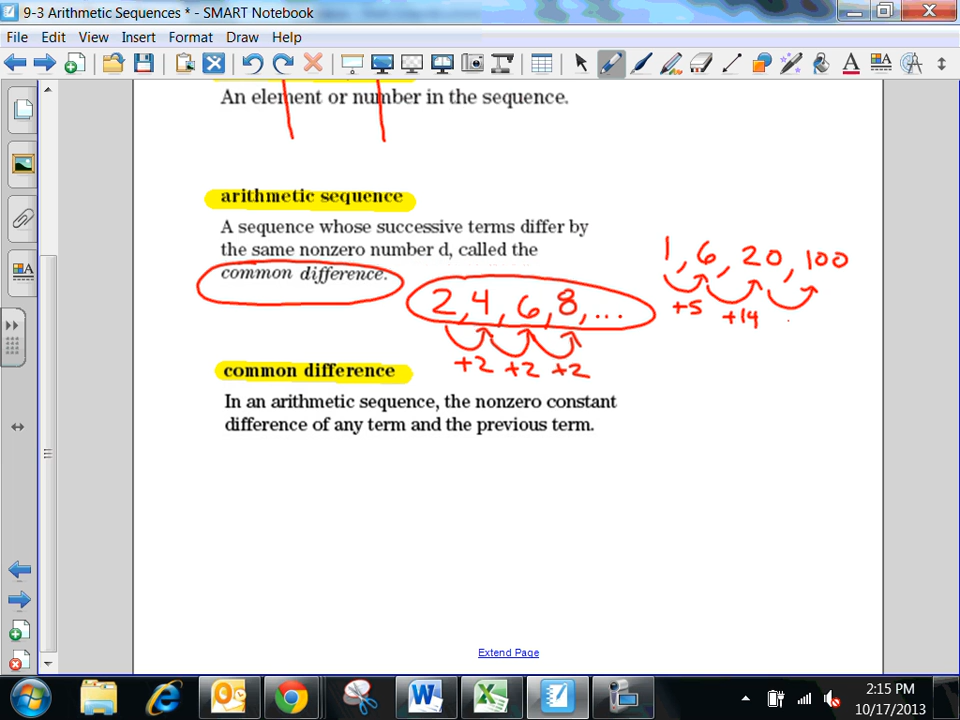 9-3 Arithmetic Sequences * - SMART Notebook
File Edit View Insert Format Draw Help
An element or number in the sequence.
arithmetic sequence
A sequence whose successive terms differ by
the same nonzero number d, called the
common difference.
1, 6, 20, 100
+5 +14
2, 4, 6, 8, ...
+2 +2 +2
common difference
In an arithmetic sequence, the nonzero constant
difference of any term and the previous term.
Extend Page
2:15 PM
10/17/2013